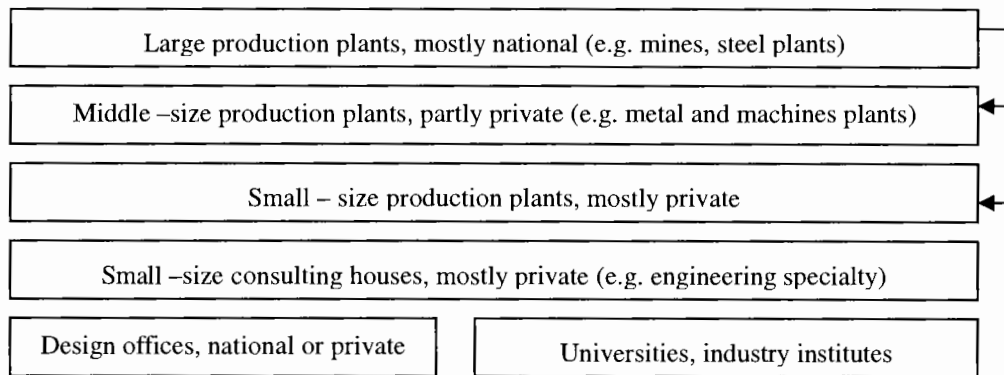 Large production plants, mostly national (e.g. mines, steel plants)
Middle –size production plants, partly private (e.g. metal and machines plants)
Small – size production plants, mostly private
Small –size consulting houses, mostly private (e.g. engineering specialty)
Design offices, national or private
Universities, industry institutes